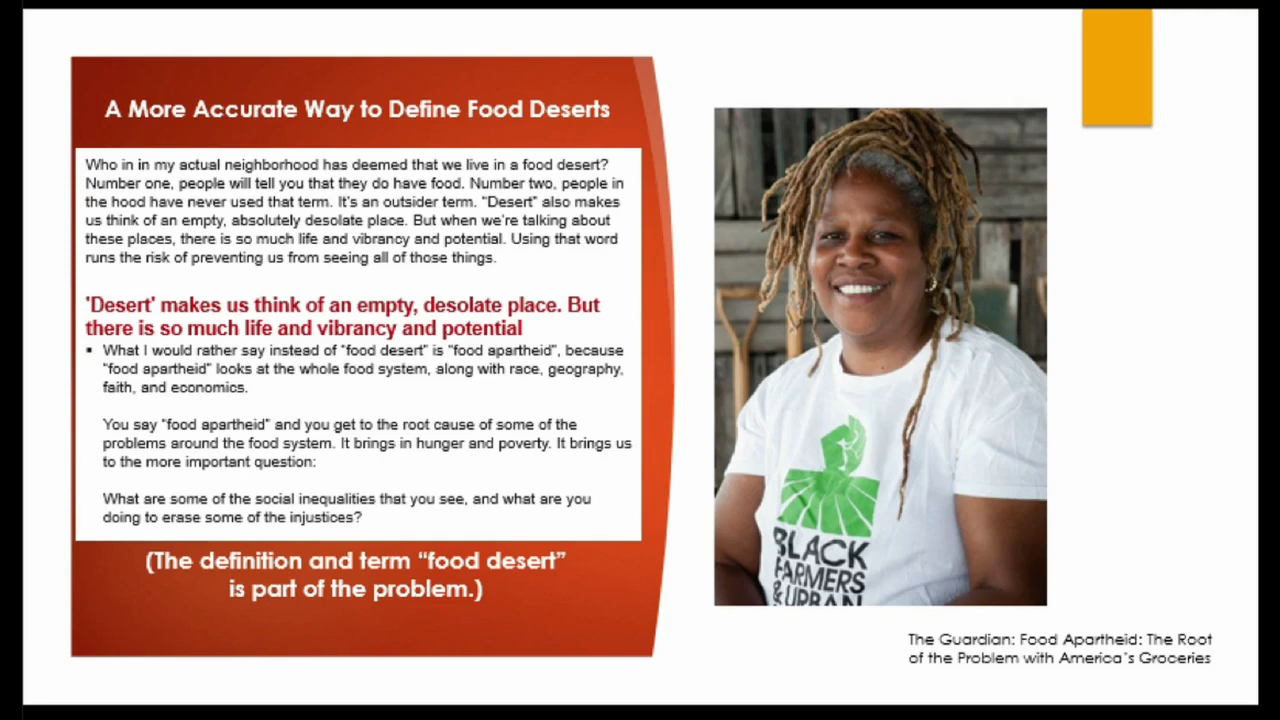 A More Accurate Way to Define Food Deserts
Who in in my actual neighborhood has deemed that we live in a food desert?
Number one, people will tell you that they do have food. Number two, people in
the hood have never used that term. It's an outsider term. “Desert” also makes
us think of an empty, absolutely desolate place. But when we're talking about
these places, there is so much life and vibrancy and potential. Using that word
runs the risk of preventing us from seeing all of those things.
'Desert' makes us think of an empty, desolate place. But
there is so much life and vibrancy and potential
▪ What I would rather say instead of “food desert” is “food apartheid”, because
“food apartheid” looks at the whole food system, along with race, geography,
faith, and economics.
You say “food apartheid” and you get to the root cause of some of the
problems around the food system. It brings in hunger and poverty. It brings us
to the more important question:
What are some of the social inequalities that you see, and what are you
doing to erase some of the injustices?
(The definition and term “food desert”
is part of the problem.)
BLACK
FARMERS
& URBAN
The Guardian: Food Apartheid: The Root
of the Problem with America's Groceries